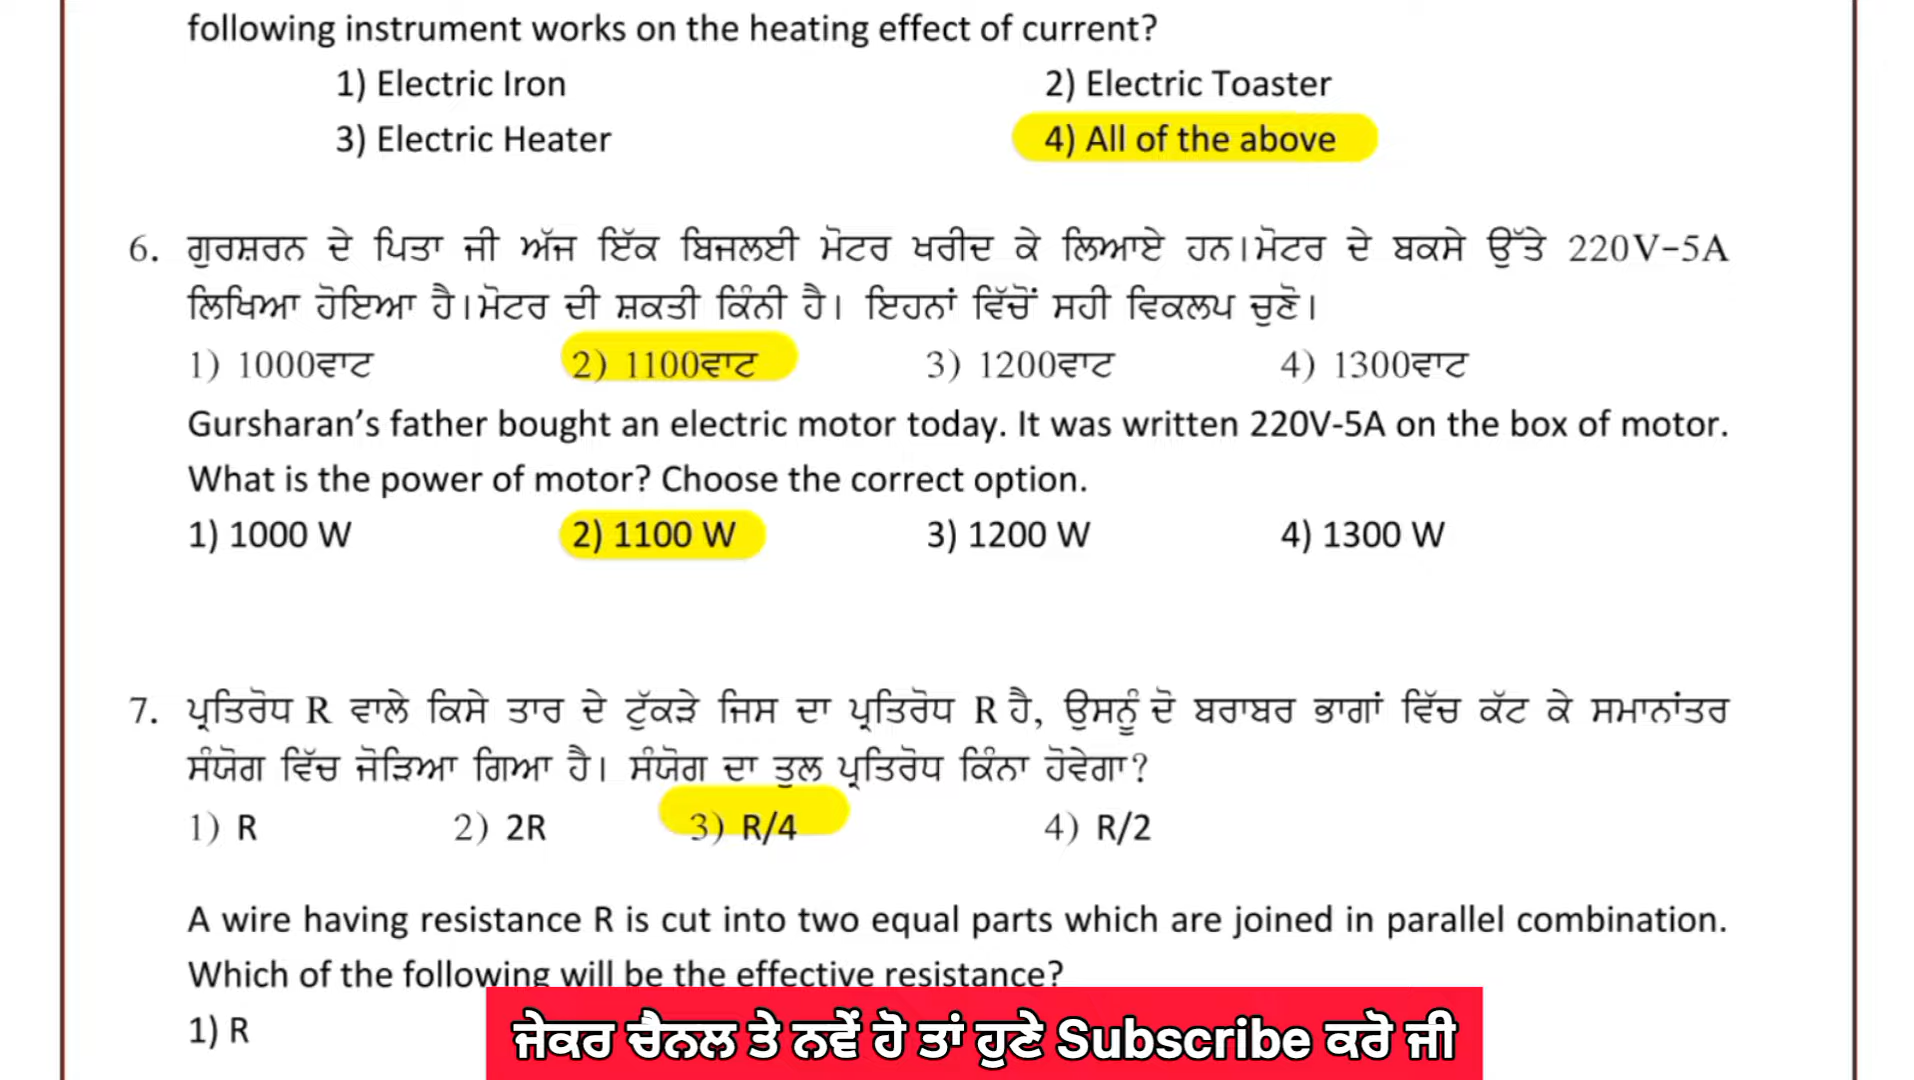 following instrument works on the heating effect of current?
1) Electric Iron 2) Electric Toaster
3) Electric Heater 4) All of the above
6. ਗੁਰਸ਼ਰਨ ਦੇ ਪਿਤਾ ਜੀ ਅੱਜ ਇੱਕ ਬਿਜਲਈ ਮੋਟਰ ਖਰੀਦ ਕੇ ਲਿਆਏ ਹਨ।ਮੋਟਰ ਦੇ ਬਕਸੇ ਉੱਤੇ 220V-5A
ਲਿਖਿਆ ਹੋਇਆ ਹੈ।ਮੋਟਰ ਦੀ ਸ਼ਕਤੀ ਕਿੰਨੀ ਹੈ। ਇਹਨਾਂ ਵਿੱਚੋਂ ਸਹੀ ਵਿਕਲਪ ਚੁਣੋ।
1) 1000ਵਾਟ 2) 1100ਵਾਟ 3) 1200ਵਾਟ 4) 1300ਵਾਟ
Gursharan’s father bought an electric motor today. It was written 220V-5A on the box of motor.
What is the power of motor? Choose the correct option.
1) 1000 W 2) 1100 W 3) 1200 W 4) 1300 W
7. ਪ੍ਰਤਿਰੋਧ R ਵਾਲੇ ਕਿਸੇ ਤਾਰ ਦੇ ਟੁੱਕੜੇ ਜਿਸ ਦਾ ਪ੍ਰਤਿਰੋਧ R ਹੈ, ਉਸਨੂੰ ਦੋ ਬਰਾਬਰ ਭਾਗਾਂ ਵਿੱਚ ਕੱਟ ਕੇ ਸਮਾਨਾਂਤਰ
ਸੰਯੋਗ ਵਿੱਚ ਜੋੜਿਆ ਗਿਆ ਹੈ। ਸੰਯੋਗ ਦਾ ਤੁਲ ਪ੍ਰਤਿਰੋਧ ਕਿੰਨਾ ਹੋਵੇਗਾ?
1) R 2) 2R 3) R/4 4) R/2
A wire having resistance R is cut into two equal parts which are joined in parallel combination.
Which of the following will be the effective resistance?
1) R
ਜੇਕਰ ਚੈਨਲ ਤੇ ਨਵੇਂ ਹੋ ਤਾਂ ਹੁਣੇ Subscribe ਕਰੋ ਜੀ